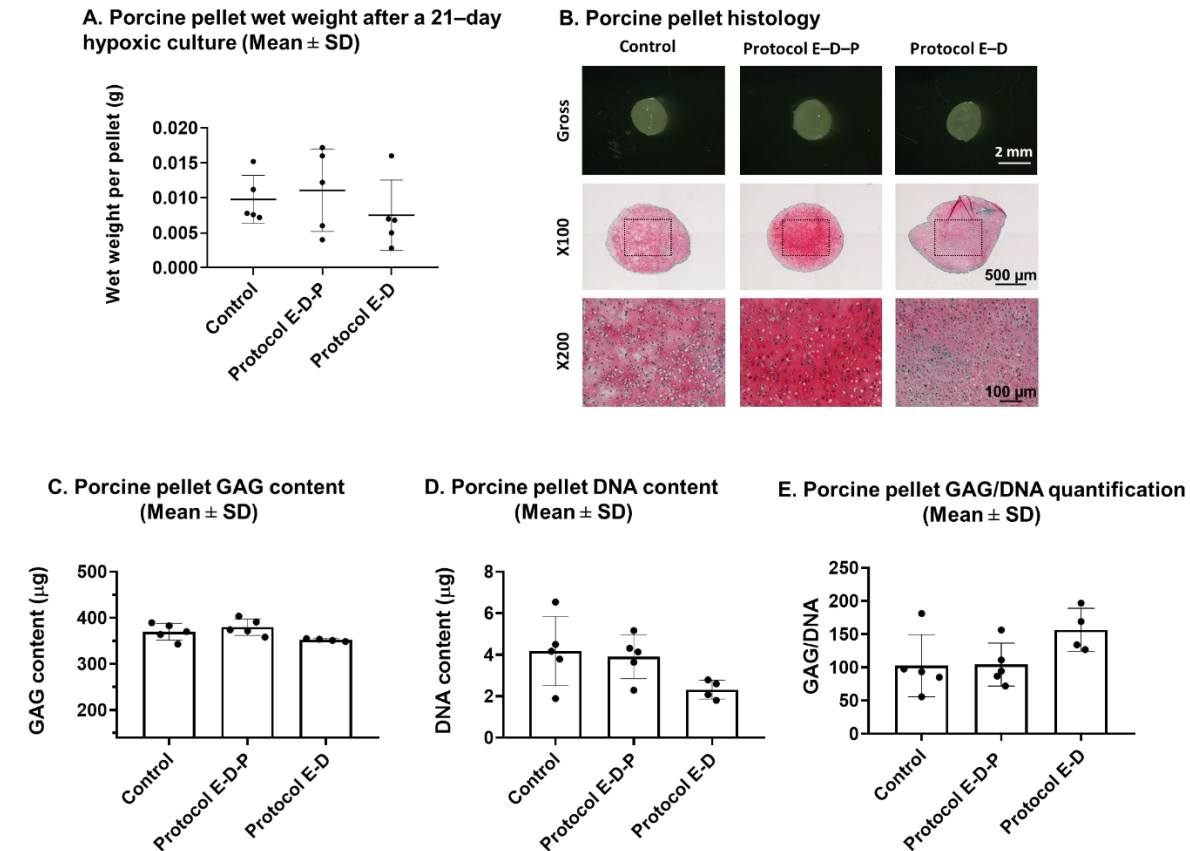 A. Porcine pellet wet weight after a 21–day
hypoxic culture (Mean ± SD)
Wet weight per pellet (g)
0.020
0.015
0.010
0.005
0.000
Control
Protocol E-D-P
Protocol E-D
B. Porcine pellet histology
Control
Protocol E–D–P
Protocol E–D
Gross
2 mm
X100
500 µm
X200
100 µm
C. Porcine pellet GAG content
(Mean ± SD)
GAG content (µg)
500
400
300
200
Control
Protocol E-D-P
Protocol E-D
D. Porcine pellet DNA content
(Mean ± SD)
DNA content (µg)
8
6
4
2
0
Control
Protocol E-D-P
Protocol E-D
E. Porcine pellet GAG/DNA quantification
(Mean ± SD)
GAG/DNA
250
200
150
100
50
0
Control
Protocol E-D-P
Protocol E-D